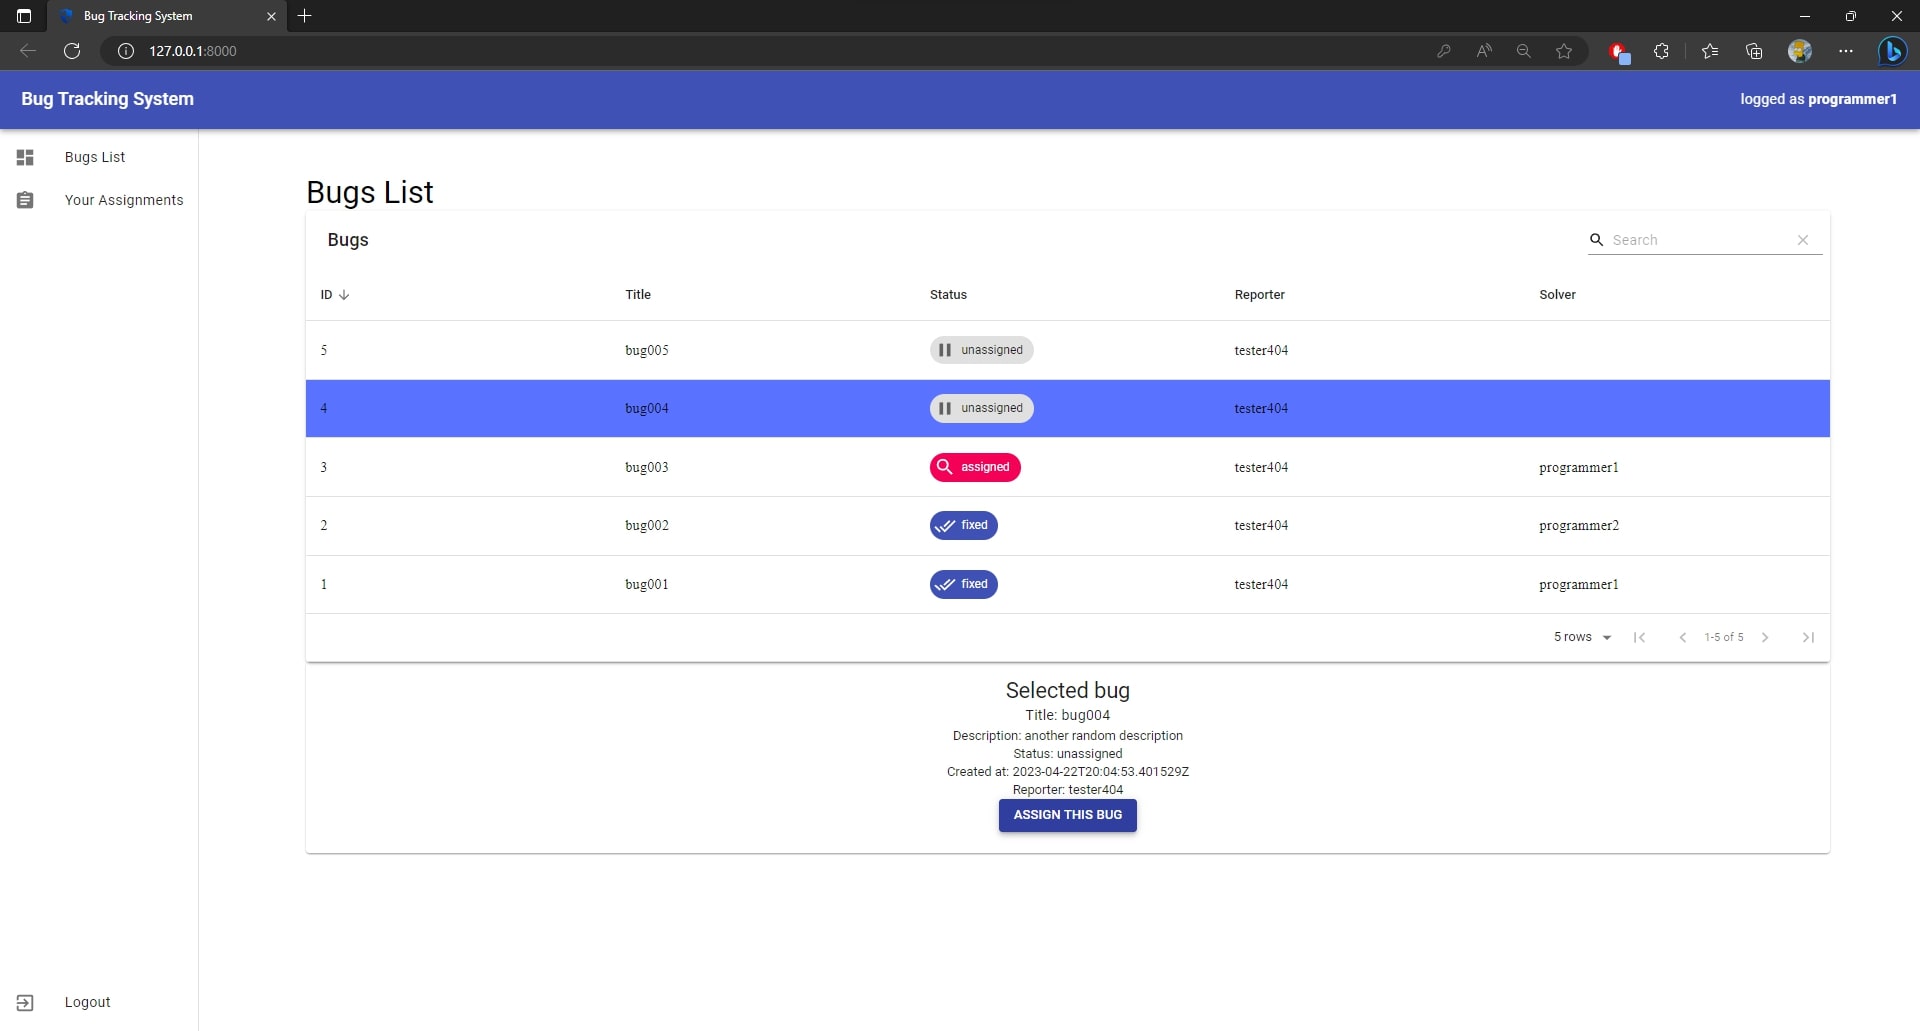 Bug Tracking System
127.0.0.1:8000
Bug Tracking System
logged as programmer1
Bugs List
Your Assignments
Bugs List
Bugs
Search
ID Title Status Reporter Solver
5 bug005 unassigned tester404
4 bug004 unassigned tester404
3 bug003 assigned tester404 programmer1
2 bug002 fixed tester404 programmer2
1 bug001 fixed tester404 programmer1
5 rows 1-5 of 5
Selected bug
Title: bug004
Description: another random description
Status: unassigned
Created at: 2023-04-22T20:04:53.401529Z
Reporter: tester404
ASSIGN THIS BUG
Logout